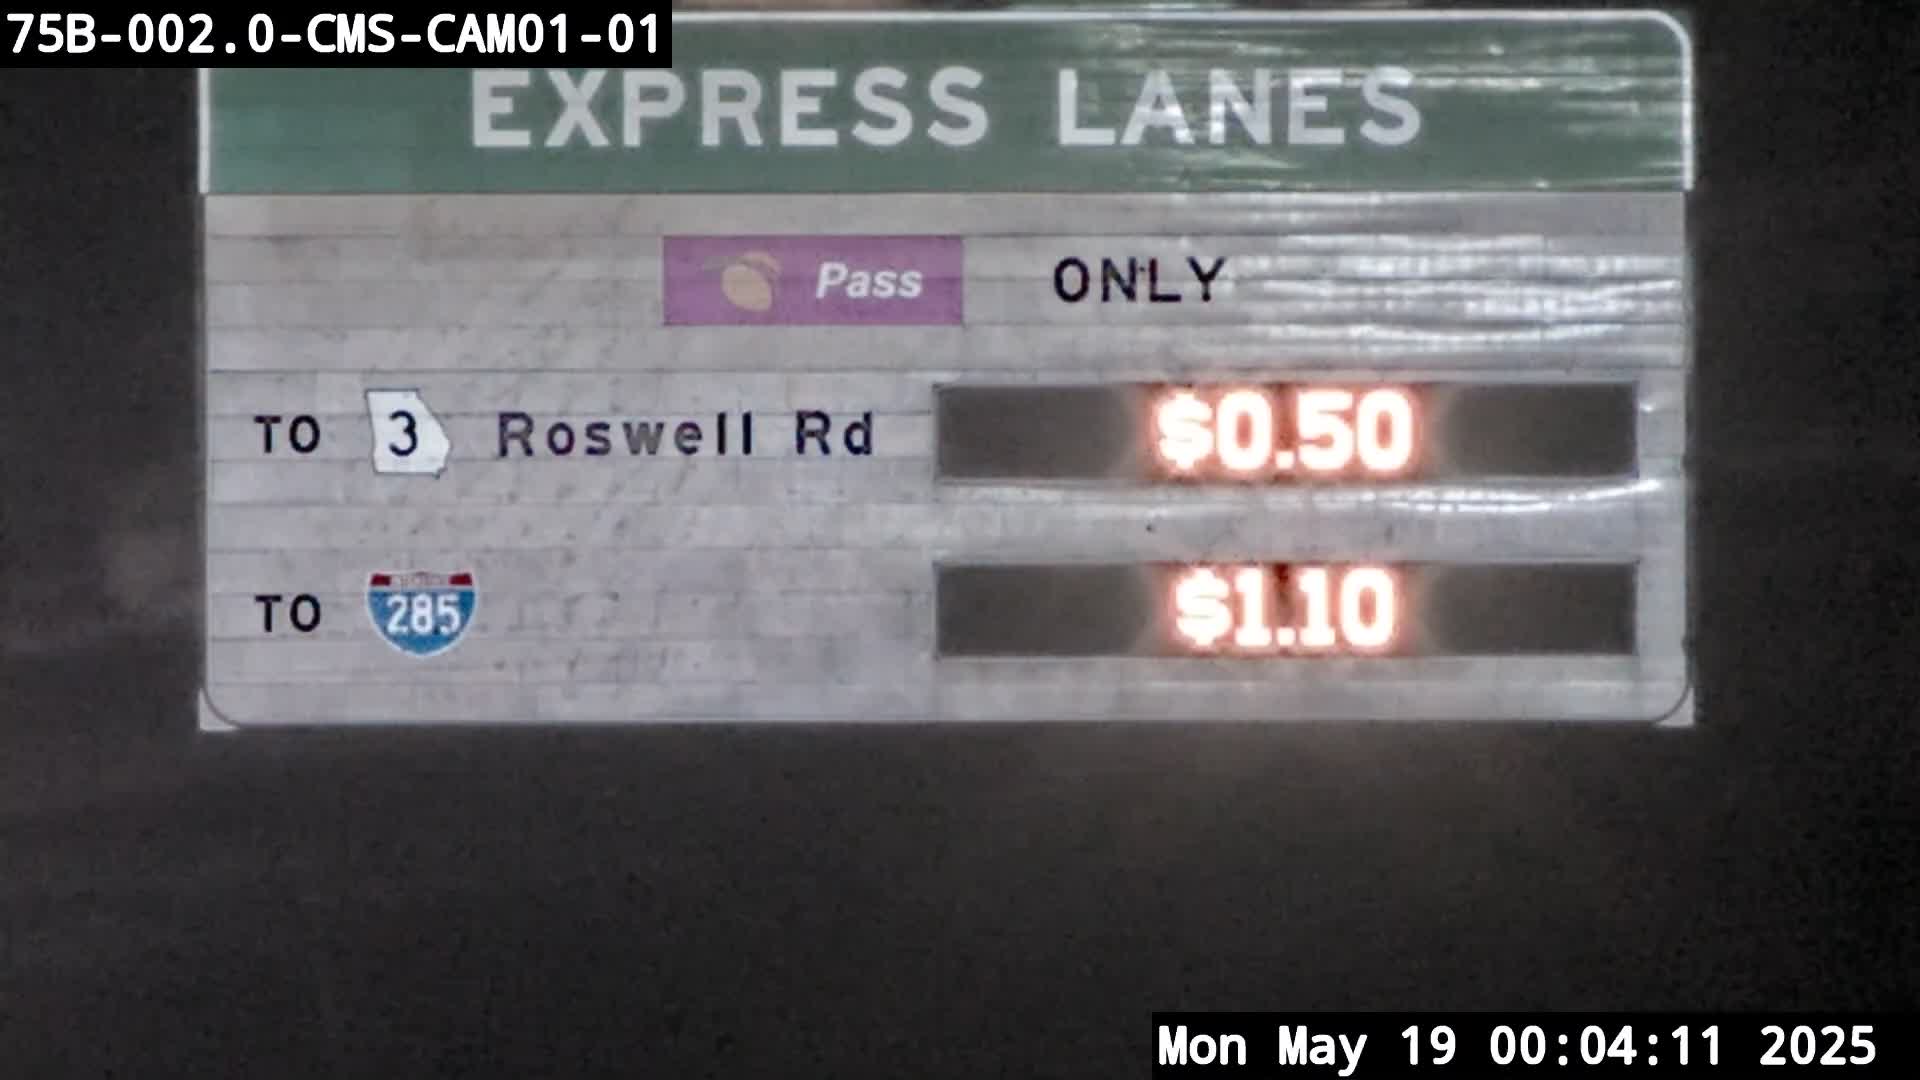 75B-002.0-CMS-CAM01-01
EXPRESS LANES
Pass ONLY
TO 3 Roswell Rd $0.50
TO 285 $1.10
Mon May 19 00:04:11 2025